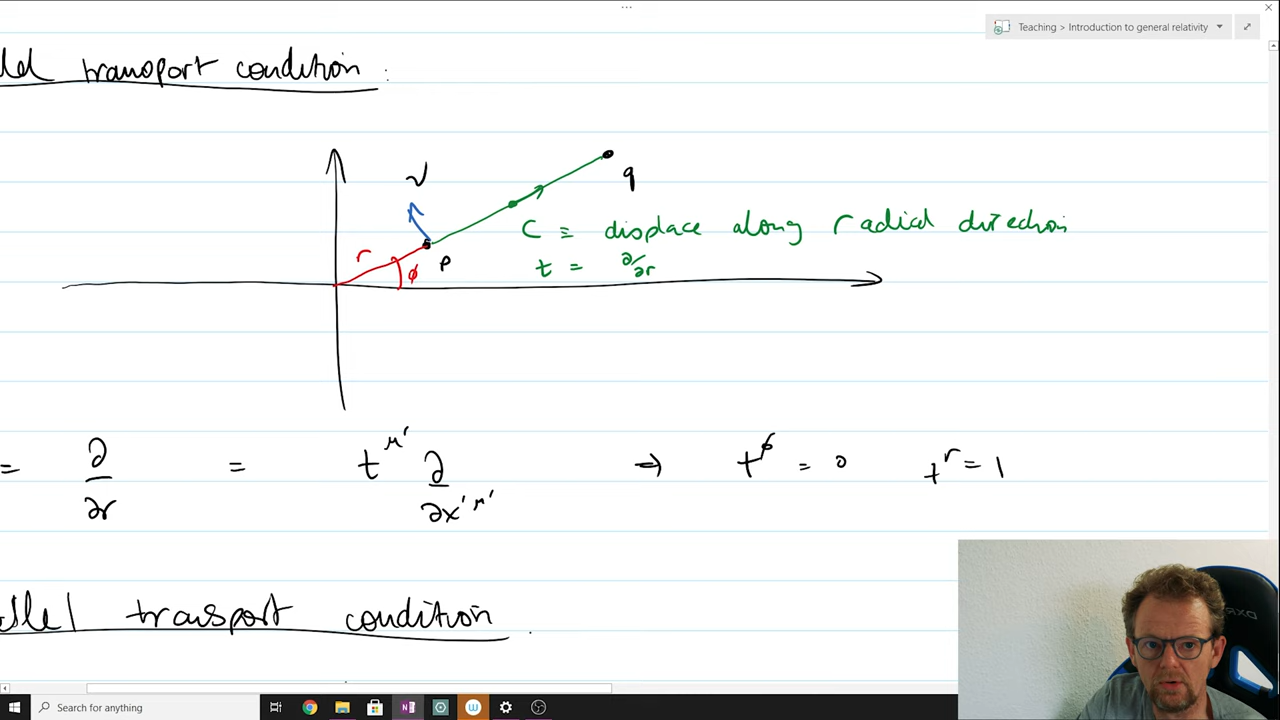 Teaching > Introduction to general relativity
transport condition :
v
q
C ≡ displace along radial direction
r
ϕ
p
t = ∂/∂r
= ∂/∂r = t^μ' ∂/∂x'^μ' ⇒ t^ϕ = 0 t^r = 1
transport condition .
Search for anything